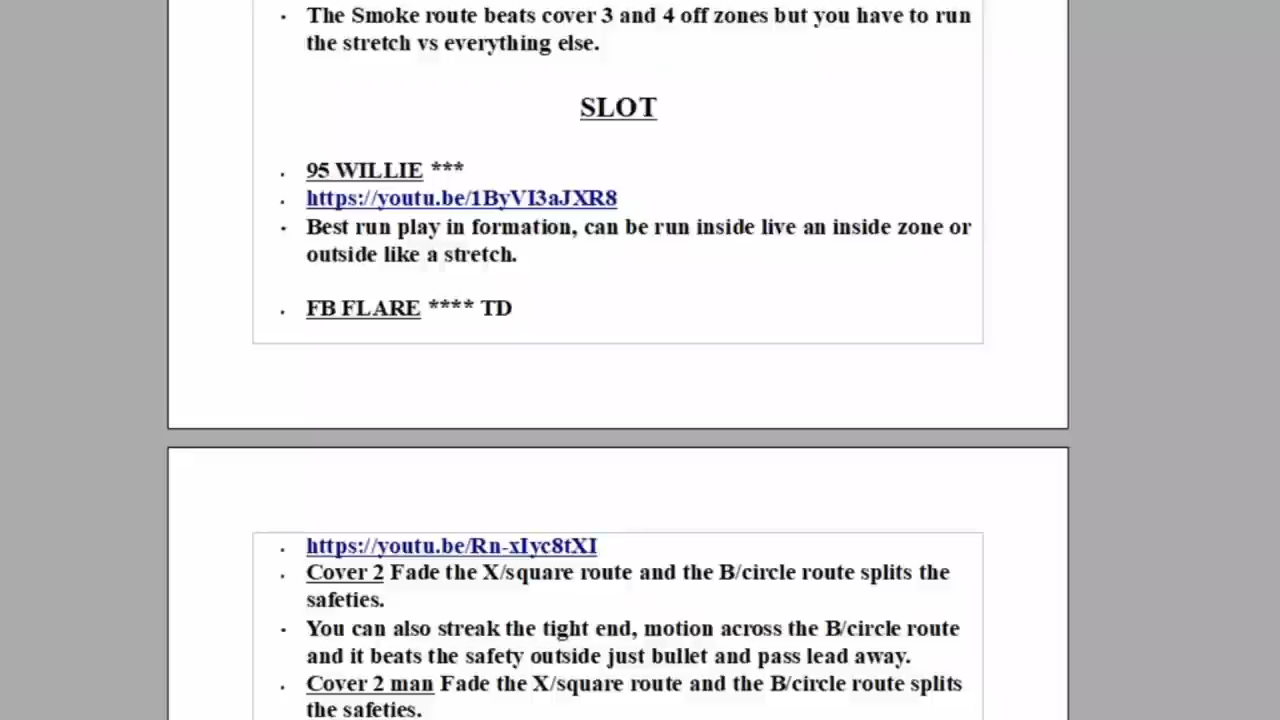 The Smoke route beats cover 3 and 4 off zones but you have to run
the stretch vs everything else.
SLOT
95 WILLIE ***
https://youtu.be/1ByVI3aJXR8
Best run play in formation, can be run inside live an inside zone or
outside like a stretch.
FB FLARE **** TD
https://youtu.be/Rn-xIyc8tXI
Cover 2 Fade the X/square route and the B/circle route splits the
safeties.
You can also streak the tight end, motion across the B/circle route
and it beats the safety outside just bullet and pass lead away.
Cover 2 man Fade the X/square route and the B/circle route splits
the safeties.